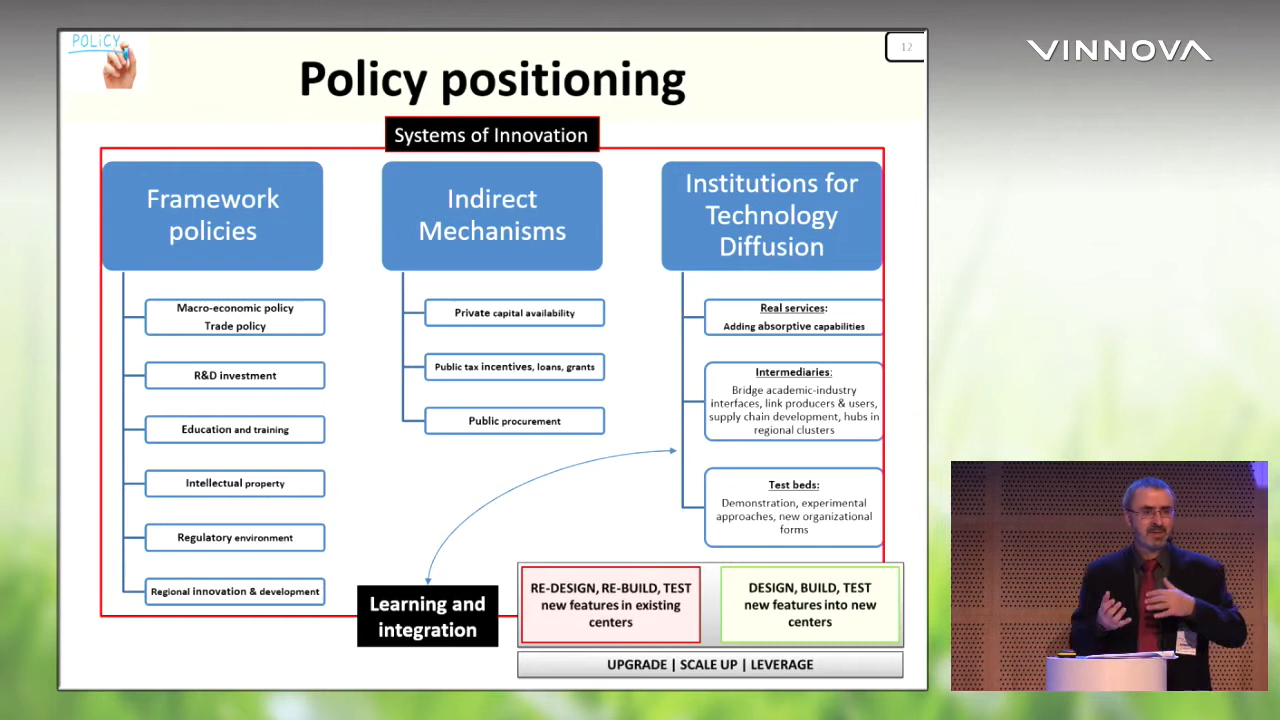 POLICY
12
VINNOVA
Policy positioning
Systems of Innovation
Framework
policies
Macro-economic policy
Trade policy
R&D investment
Education and training
Intellectual property
Regulatory environment
Regional innovation & development
Indirect
Mechanisms
Private capital availability
Public tax incentives, loans, grants
Public procurement
Institutions for
Technology
Diffusion
Real services:
Adding absorptive capabilities
Intermediaries:
Bridge academic-industry
interfaces, link producers & users,
supply chain development, hubs in
regional clusters
Test beds:
Demonstration, experimental
approaches, new organizational
forms
Learning and
integration
RE-DESIGN, RE-BUILD, TEST
new features in existing
centers
DESIGN, BUILD, TEST
new features into new
centers
UPGRADE | SCALE UP | LEVERAGE